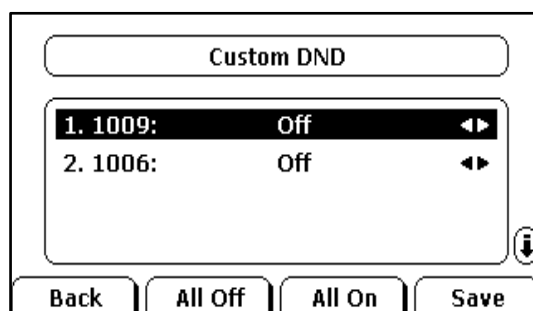 Custom DND
1. 1009: Off
2. 1006: Off
Back All Off All On Save